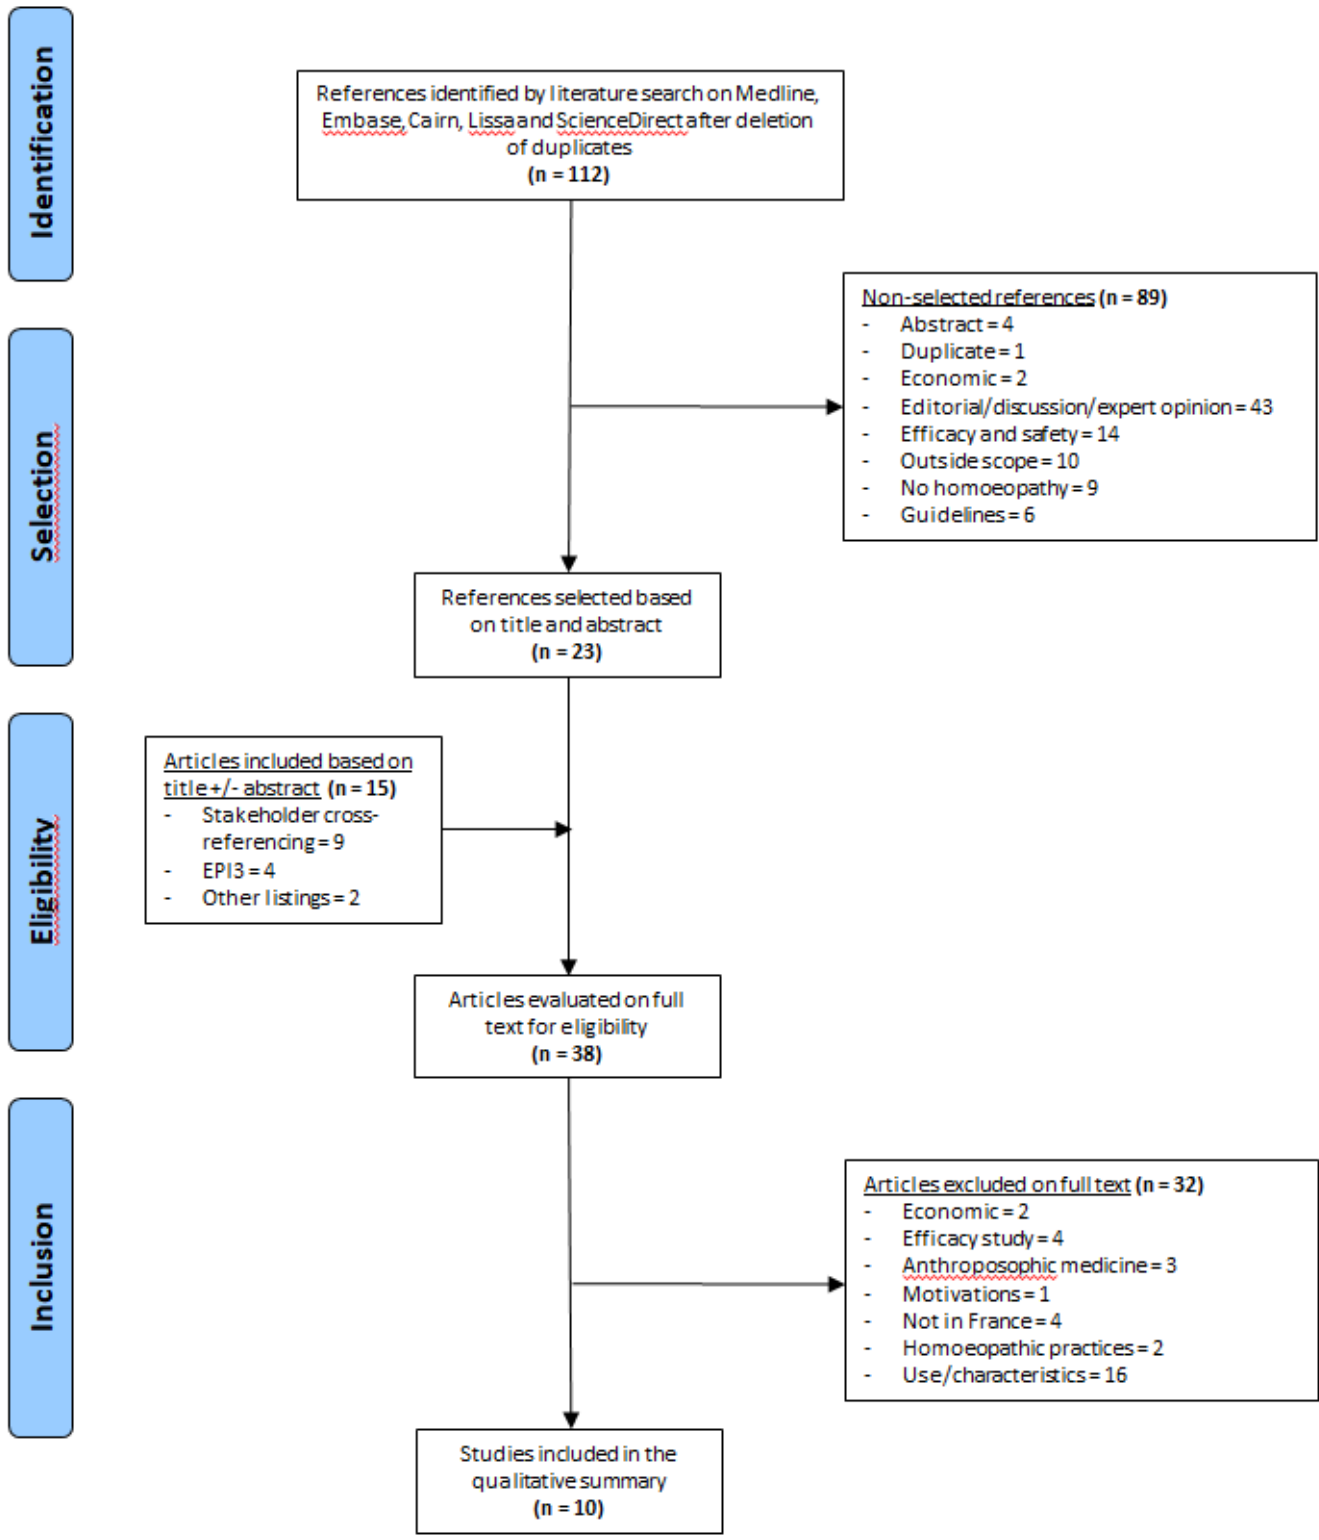 Identification
References identified by literature search on Medline,
Embase, Cairn, Lissa and ScienceDirect after deletion
of duplicates
(n = 112)
Non-selected references (n = 89)
- Abstract = 4
- Duplicate = 1
- Economic = 2
- Editorial/discussion/expert opinion = 43
- Efficacy and safety = 14
- Outside scope = 10
- No homoeopathy = 9
- Guidelines = 6
Selection
References selected based
on title and abstract
(n = 23)
Articles included based on
title +/- abstract (n = 15)
- Stakeholder cross-
referencing = 9
- EPI3 = 4
- Other listings = 2
Eligibility
Articles evaluated on full
text for eligibility
(n = 38)
Articles excluded on full text (n = 32)
- Economic = 2
- Efficacy study = 4
- Anthroposophic medicine = 3
- Motivations = 1
- Not in France = 4
- Homoeopathic practices = 2
- Use/characteristics = 16
Inclusion
Studies included in the
qualitative summary
(n = 10)